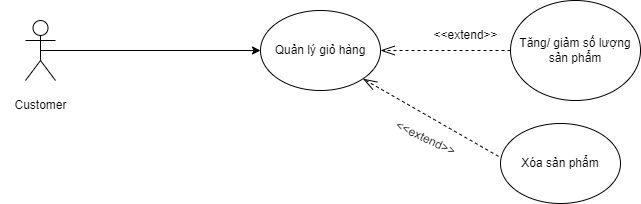 Quản lý giỏ hàng
<<extend>>
Tăng/ giảm số lượng
sản phẩm
Customer
<<extend>>
Xóa sản phẩm